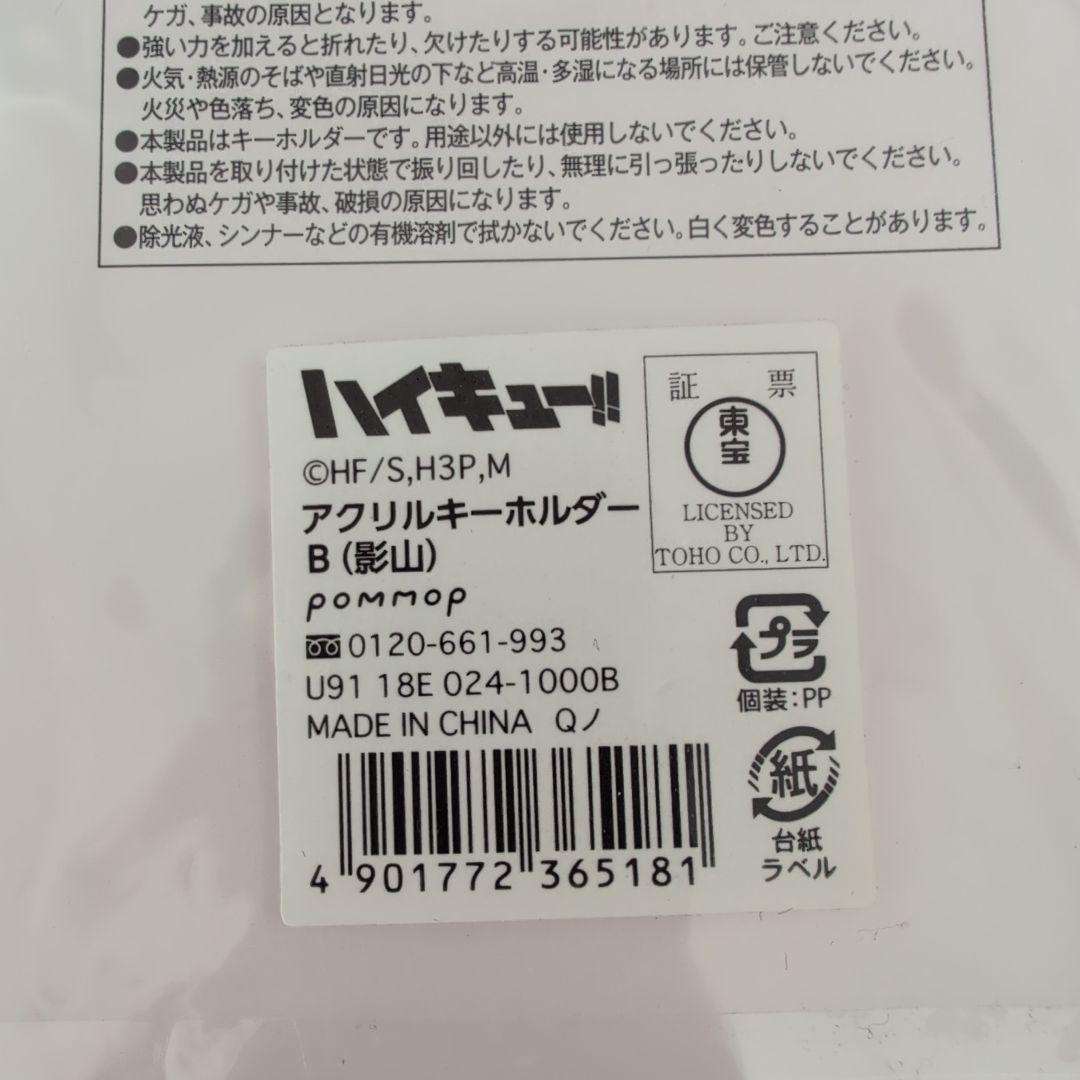 ケガ、事故の原因となります。
●強い力を加えると折れたり、欠けたりする可能性があります。ご注意ください。
●火気・熱源のそばや直射日光の下など高温・多湿になる場所には保管しないでください。
火災や色落ち、変色の原因になります。
●本製品はキーホルダーです。用途以外には使用しないでください。
●本製品を取り付けた状態で振り回したり、無理に引っ張ったりしないでください。
思わぬケガや事故、破損の原因になります。
●除光液、シンナーなどの有機溶剤で拭かないでください。白く変色することがあります。
ハイキュー!!
©HF/S,H3P,M
アクリルキーホルダー
B（影山）
pommop
0120-661-993
U91 18E 024-1000B
MADE IN CHINA Qノ
4 901772 365181
証 票
東宝
LICENSED
BY
TOHO CO., LTD.
プラ
個装:PP
紙
台紙
ラベル